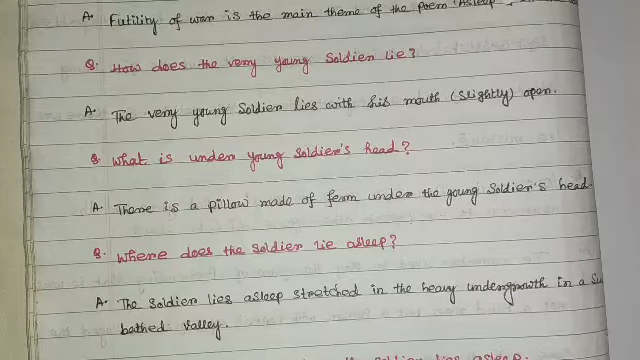 A. Futility of war is the main theme of the poem 'Asleep
Q. How does the very young Soldier lie?
A. The very young Soldier lies with his mouth (slightly) open.
Q. What is under young Soldier's head?
A. There is a pillow made of fern under the young Soldier's head
Q. Where does the Soldier lie asleep?
A. The Soldier lies asleep stretched in the heavy undergrowth in a Su
bathed valley.
asleep.